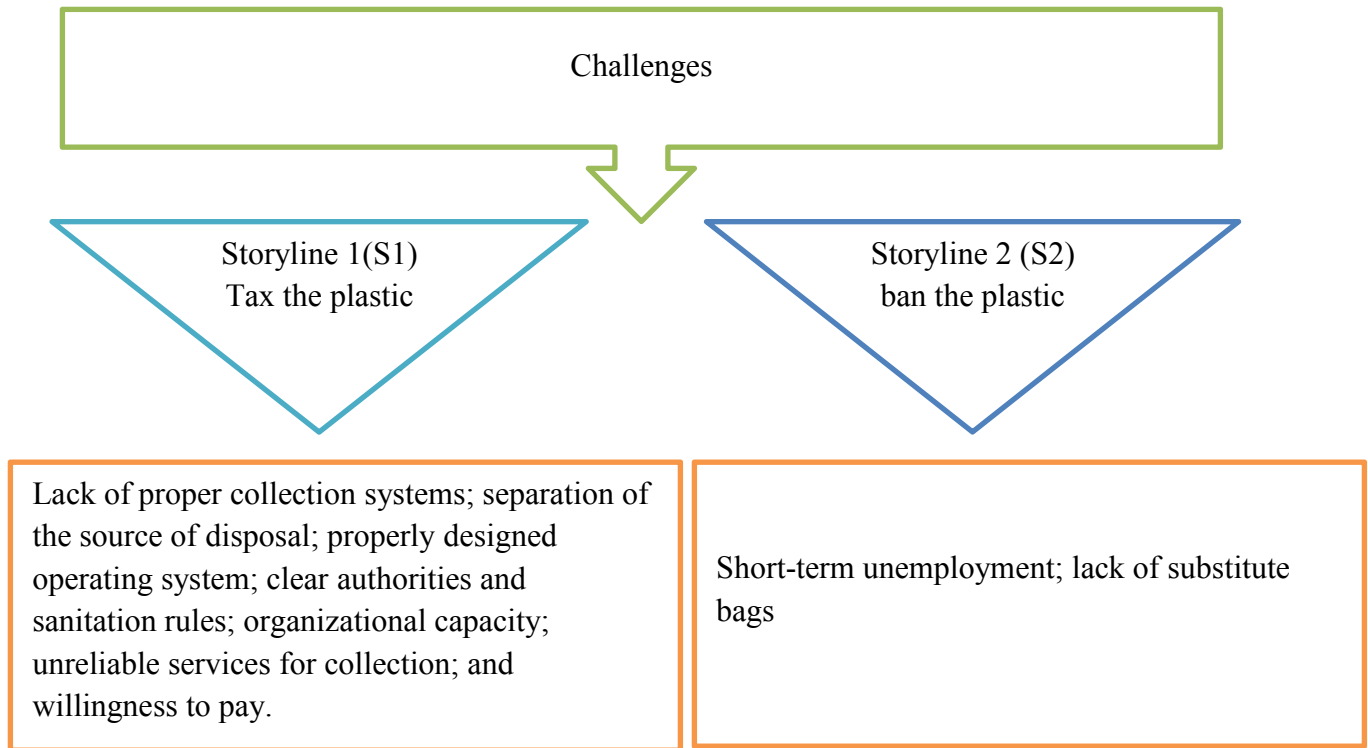 Challenges
Storyline 1(S1)
Tax the plastic
Storyline 2 (S2)
ban the plastic
Lack of proper collection systems; separation of
the source of disposal; properly designed
operating system; clear authorities and
sanitation rules; organizational capacity;
unreliable services for collection; and
willingness to pay.
Short-term unemployment; lack of substitute
bags